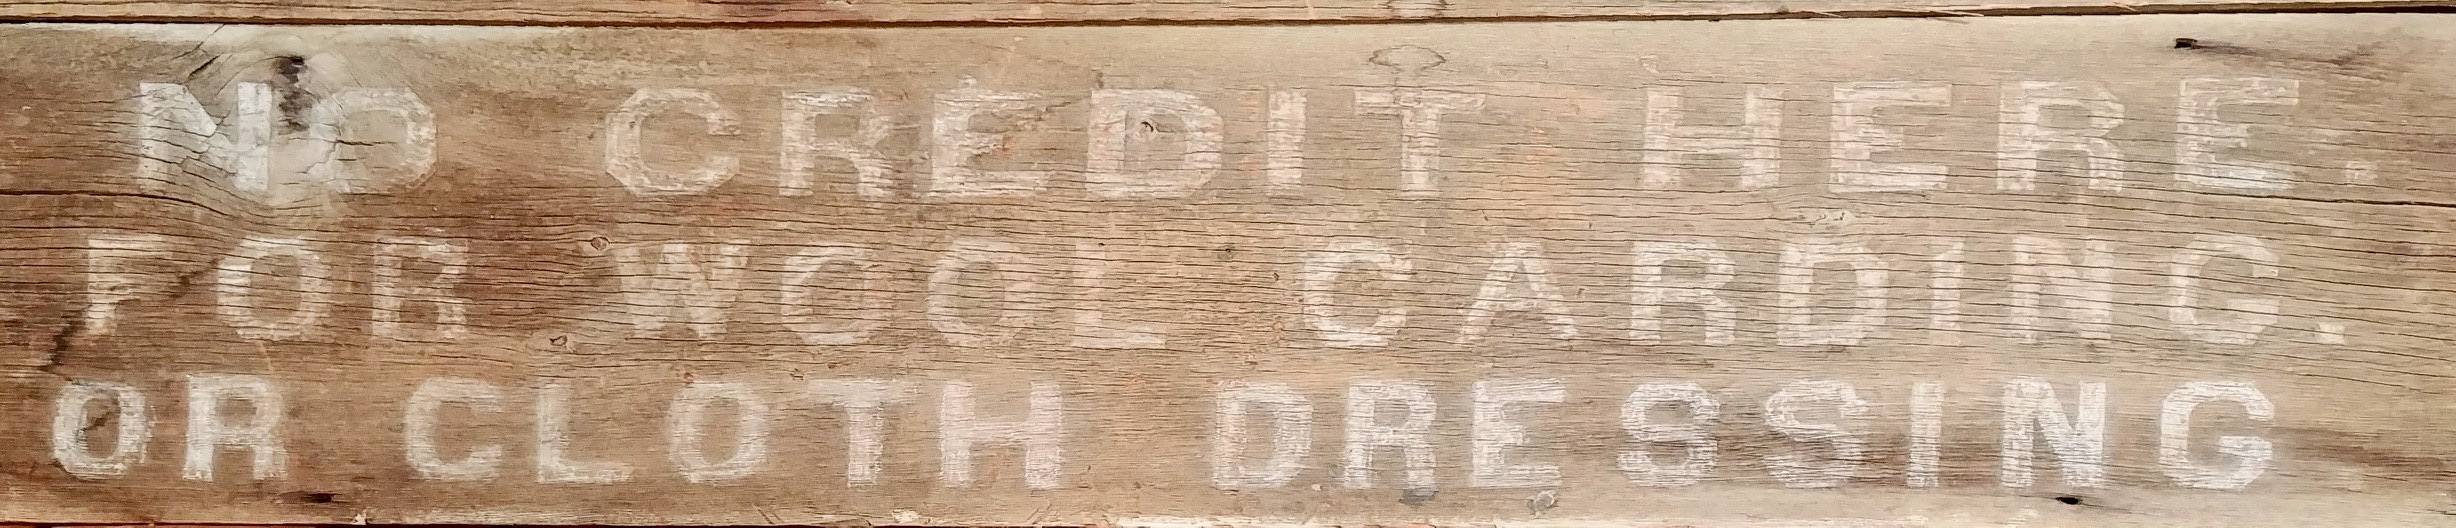 NO CREDIT HERE.
FOR WOOL CARDING.
OR CLOTH DRESSING